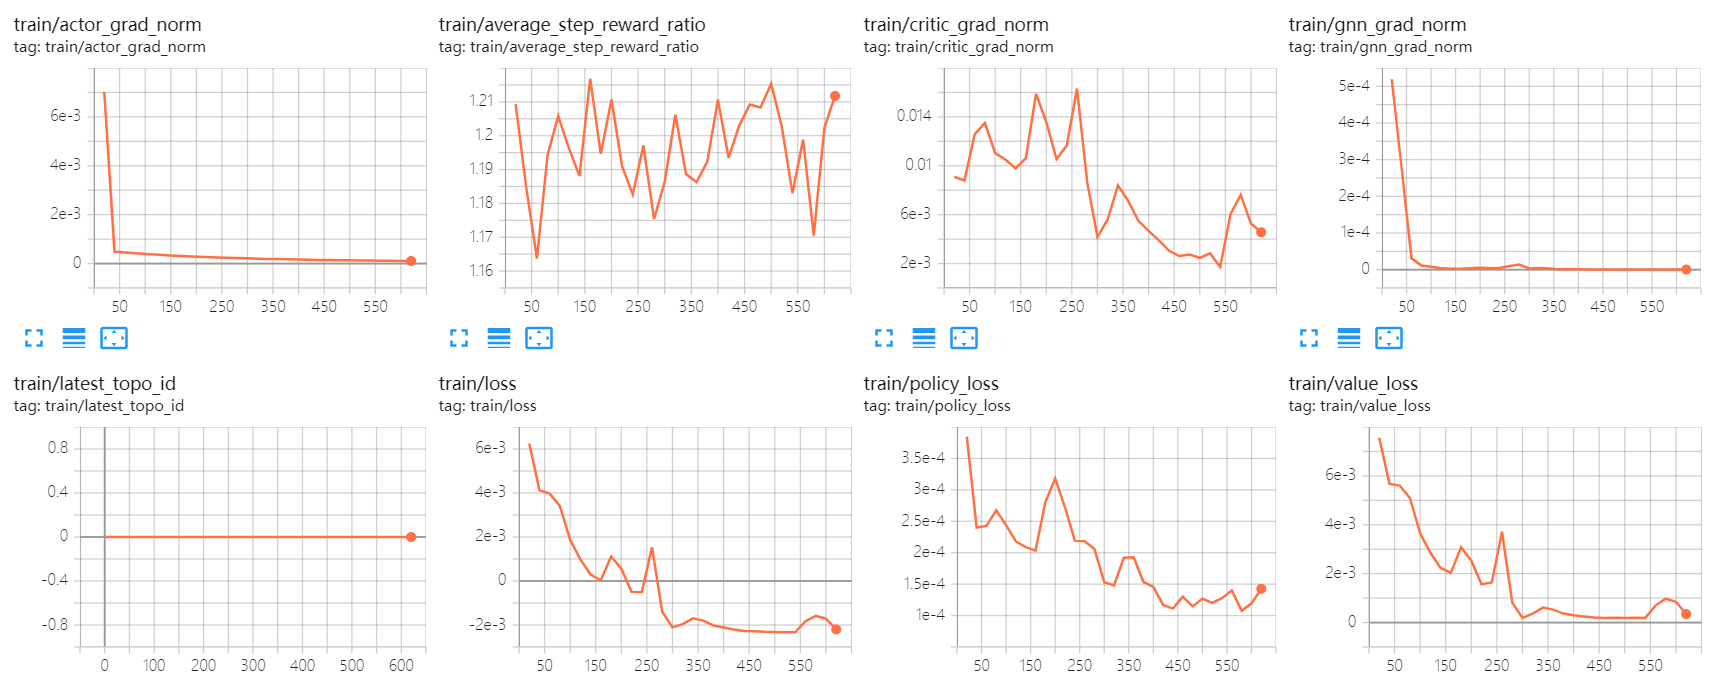 train/actor_grad_norm
tag: train/actor_grad_norm
6e-3
4e-3
2e-3
0
50 150 250 350 450 550
train/average_step_reward_ratio
tag: train/average_step_reward_ratio
1.21
1.2
1.19
1.18
1.17
1.16
50 150 250 350 450 550
train/critic_grad_norm
tag: train/critic_grad_norm
0.014
0.01
6e-3
2e-3
50 150 250 350 450 550
train/gnn_grad_norm
tag: train/gnn_grad_norm
5e-4
4e-4
3e-4
2e-4
1e-4
0
50 150 250 350 450 550
train/latest_topo_id
tag: train/latest_topo_id
0.8
0.4
0
-0.4
-0.8
0 100 200 300 400 500 600
train/loss
tag: train/loss
6e-3
4e-3
2e-3
0
-2e-3
50 150 250 350 450 550
train/policy_loss
tag: train/policy_loss
3.5e-4
3e-4
2.5e-4
2e-4
1.5e-4
1e-4
50 150 250 350 450 550
train/value_loss
tag: train/value_loss
6e-3
4e-3
2e-3
0
50 150 250 350 450 550